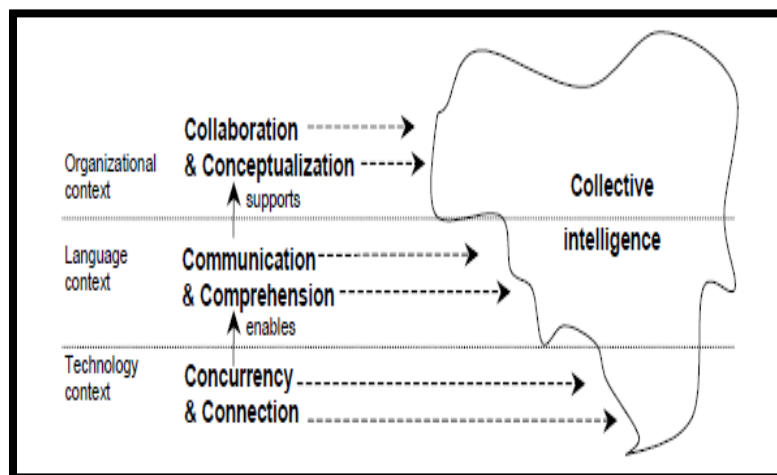 Collaboration
Organizational
context
& Conceptualization
supports
Collective
intelligence
Language
context
Communication
& Comprehension
enables
Technology
context
Concurrency
& Connection